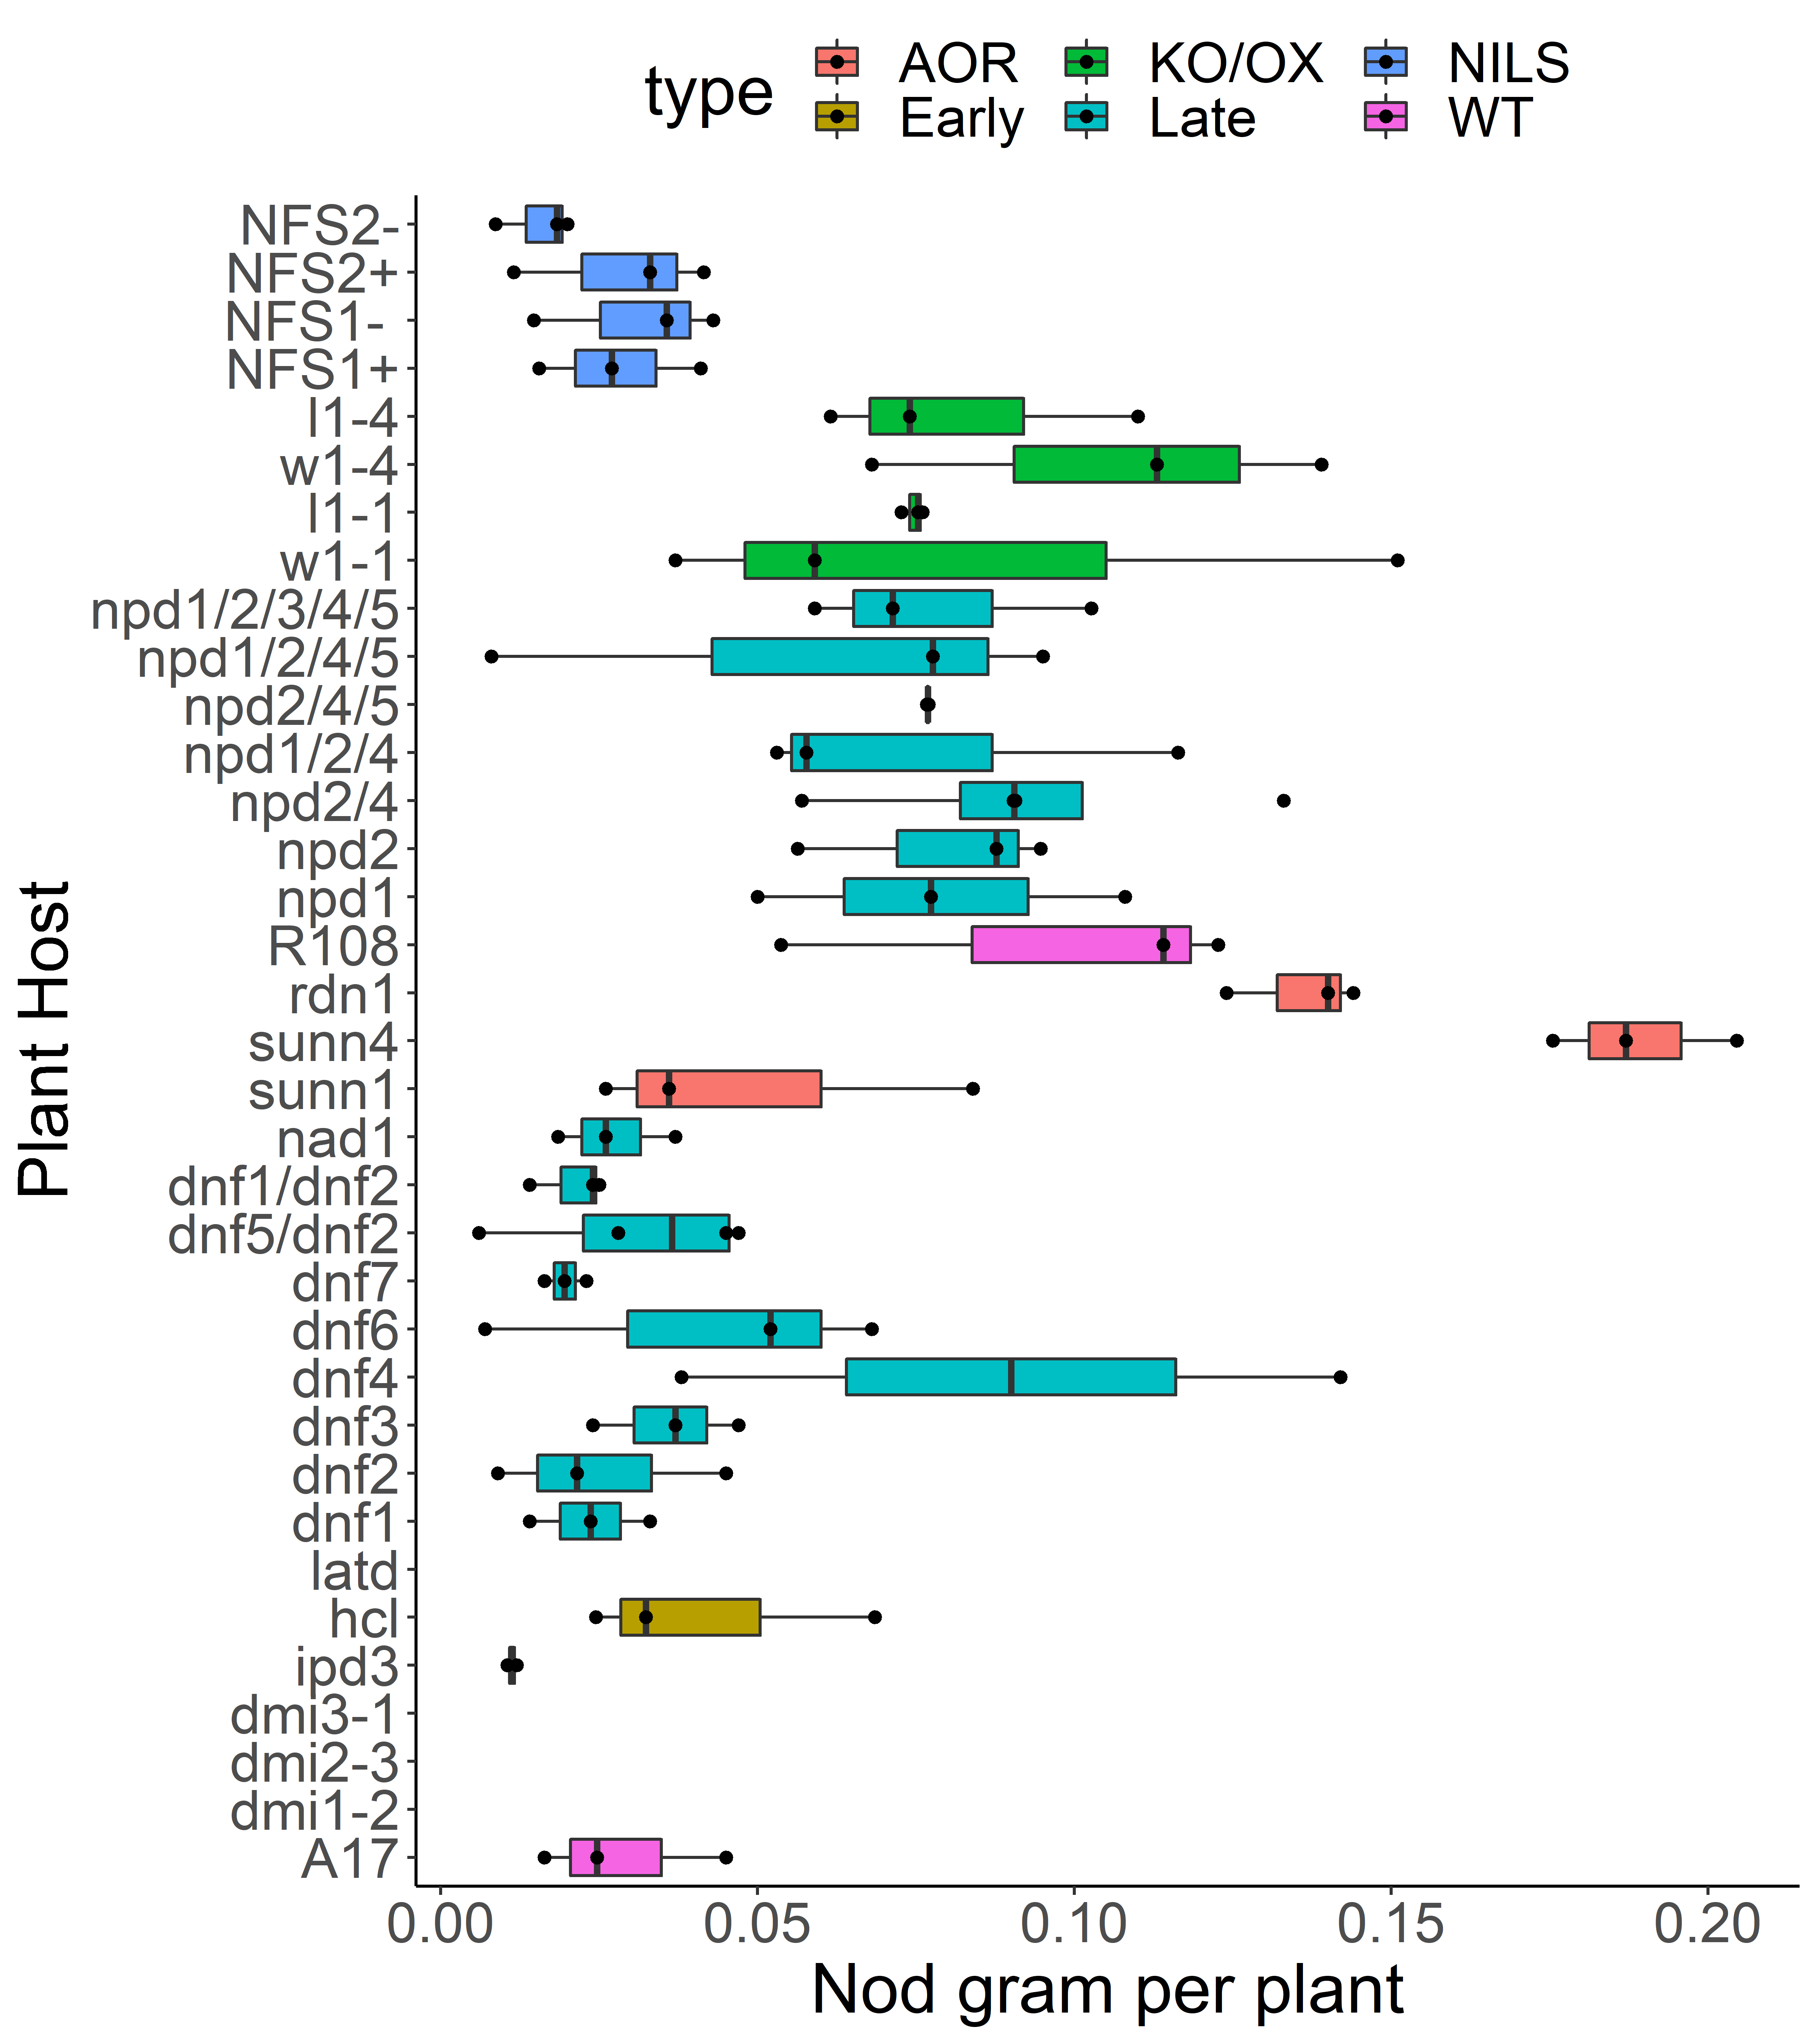 type
AOR
KO/OX
NILS
Early
Late
WT
NFS2-
NFS2+
NFS1-
NFS1+
l1-4
w1-4
l1-1
w1-1
npd1/2/3/4/5
npd1/2/4/5
npd2/4/5
npd1/2/4
npd2/4
npd2
npd1
R108
rdn1
sunn4
sunn1
nad1
dnf1/dnf2
dnf5/dnf2
dnf7
dnf6
dnf4
dnf3
dnf2
dnf1
latd
hcl
ipd3
dmi3-1
dmi2-3
dmi1-2
A17
Plant Host
0.00 0.05 0.10 0.15 0.20
Nod gram per plant